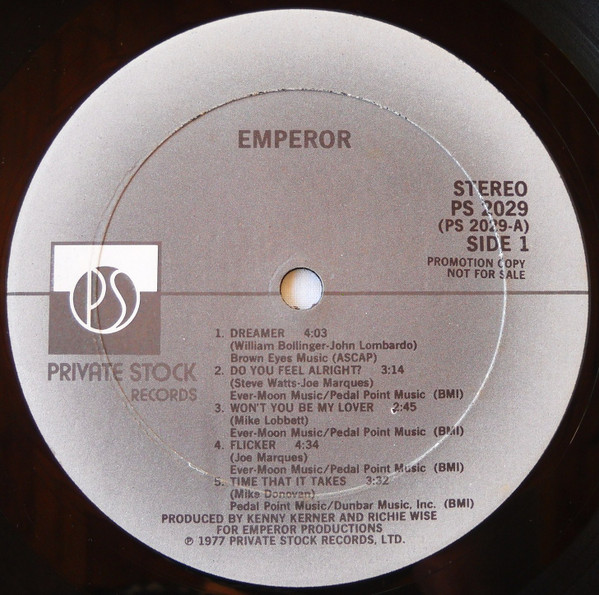 EMPEROR
STEREO
PS 2029
(PS 2029-A)
SIDE 1
PROMOTION COPY
NOT FOR SALE
PS
PRIVATE STOCK
RECORDS
1. DREAMER 4:03
(William Bollinger-John Lombardo)
Brown Eyes Music (ASCAP)
2. DO YOU FEEL ALRIGHT? 3:14
(Steve Watts-Joe Marques)
Ever-Moon Music/Pedal Point Music (BMI)
3. WON'T YOU BE MY LOVER 2:45
(Mike Lobbett)
Ever-Moon Music/Pedal Point Music (BMI)
4. FLICKER 4:34
(Joe Marques)
Ever-Moon Music/Pedal Point Music (BMI)
5. TIME THAT IT TAKES 3:32
(Mike Donovan)
Pedal Point Music/Dunbar Music, Inc. (BMI)
PRODUCED BY KENNY KERNER AND RICHIE WISE
FOR EMPEROR PRODUCTIONS
℗ 1977 PRIVATE STOCK RECORDS, LTD.